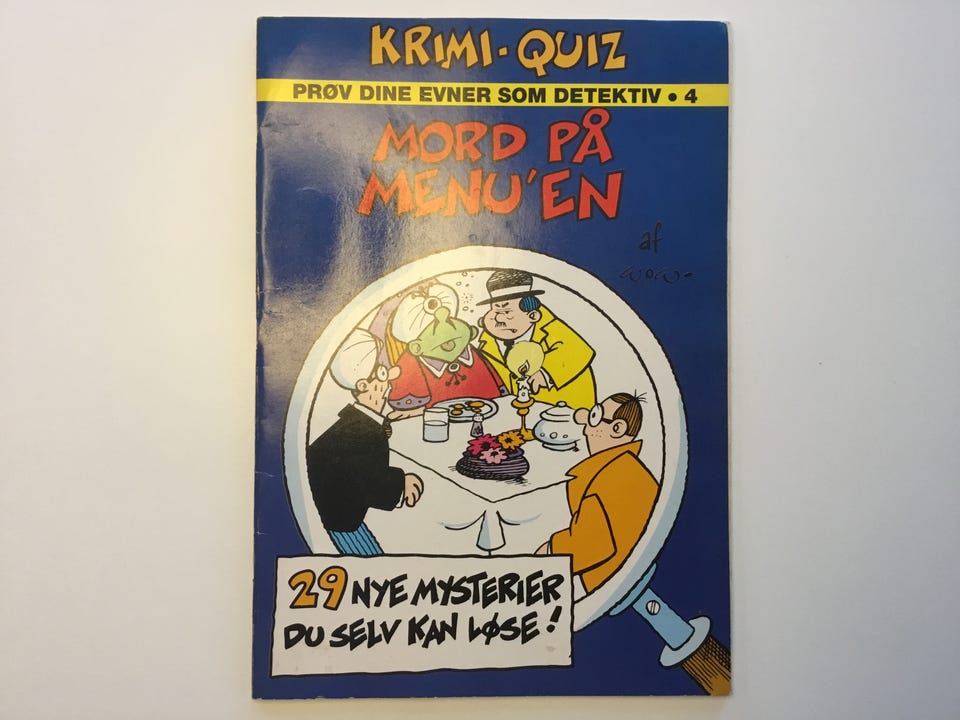 KRIMI-QUIZ
PRØV DINE EVNER SOM DETEKTIV • 4
MORD PÅ
MENU'EN
af
WOW.
29 NYE MYSTERIER
DU SELV KAN LØSE!